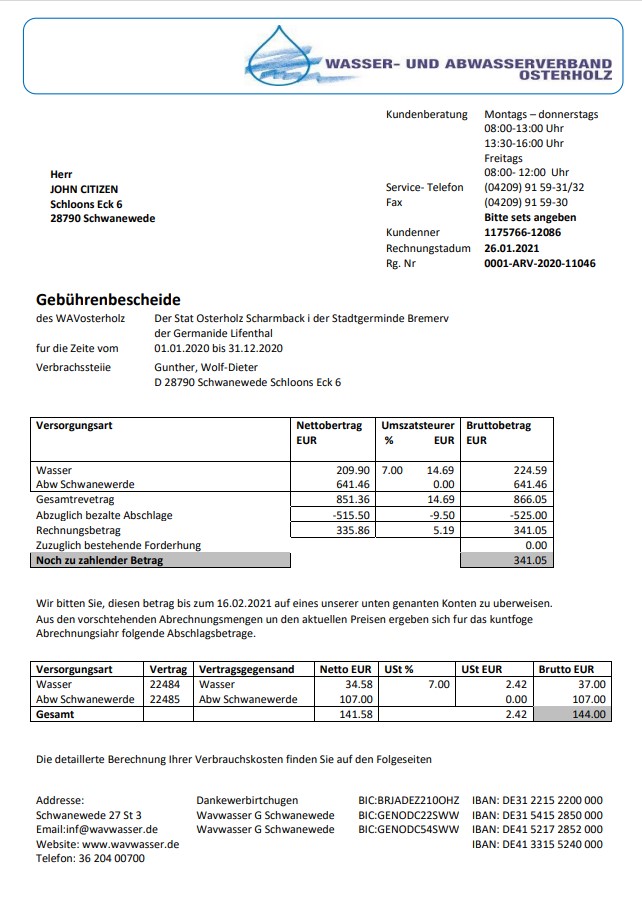 WASSER- UND ABWASSERVERBAND
OSTERHOLZ
Kundenberatung Montags – donnerstags
08:00-13:00 Uhr
13:30-16:00 Uhr
Freitags
08:00- 12:00 Uhr
Service- Telefon (04209) 91 59-31/32
Fax (04209) 91 59-30
Bitte sets angeben
Kundenner 1175766-12086
Rechnungstadum 26.01.2021
Rg. Nr 0001-ARV-2020-11046
Herr
JOHN CITIZEN
Schloons Eck 6
28790 Schwanewede
Gebührenbescheide
des WAVosterholz Der Stat Osterholz Scharmback i der Stadtgerminde Bremerv
der Germanide Lifenthal
fur die Zeite vom 01.01.2020 bis 31.12.2020
Verbrachssteiie Gunther, Wolf-Dieter
D 28790 Schwanewede Schloons Eck 6
Versorgungsart Nettobertrag Umszatsteurer Bruttobetrag
EUR % EUR EUR
Wasser 209.90 7.00 14.69 224.59
Abw Schwanewerde 641.46 0.00 641.46
Gesamtrevetrag 851.36 14.69 866.05
Abzuglich bezalte Abschlage -515.50 -9.50 -525.00
Rechnungsbetrag 335.86 5.19 341.05
Zuzuglich bestehende Forderhung 0.00
Noch zu zahlender Betrag 341.05
Wir bitten Sie, diesen betrag bis zum 16.02.2021 auf eines unserer unten genanten Konten zu uberweisen.
Aus den vorschtehenden Abrechnungsmengen un den aktuellen Preisen ergeben sich fur das kuntfoge
Abrechnungsiahr folgende Abschlagsbetrage.
Versorgungsart Vertrag Vertragsgegensand Netto EUR USt % USt EUR Brutto EUR
Wasser 22484 Wasser 34.58 7.00 2.42 37.00
Abw Schwanewerde 22485 Abw Schwanewerde 107.00 0.00 107.00
Gesamt 141.58 2.42 144.00
Die detaillerte Berechnung Ihrer Verbrauchskosten finden Sie auf den Folgeseiten
Addresse: Dankewerbirtchugen BIC:BRJADEZ210OHZ IBAN: DE31 2215 2200 000
Schwanewede 27 St 3 Wavwasser G Schwanewede BIC:GENODC22SWW IBAN: DE31 5415 2850 000
Email:inf@wavwasser.de Wavwasser G Schwanewede BIC:GENODC54SWW IBAN: DE41 5217 2852 000
Website: www.wavwasser.de IBAN: DE41 3315 5240 000
Telefon: 36 204 00700